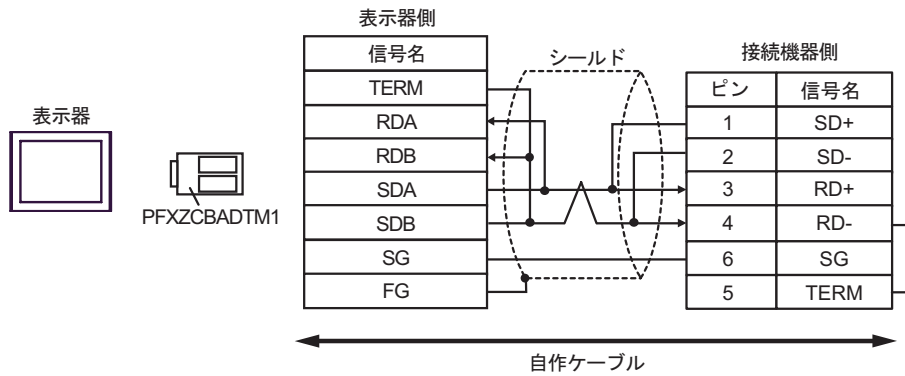 表示器側
信号名
TERM
RDA
RDB
SDA
SDB
SG
FG
シールド
接続機器側
ピン 信号名
1 SD+
2 SD-
3 RD+
4 RD-
6 SG
5 TERM
表示器
PFXZCBADTM1
自作ケーブル